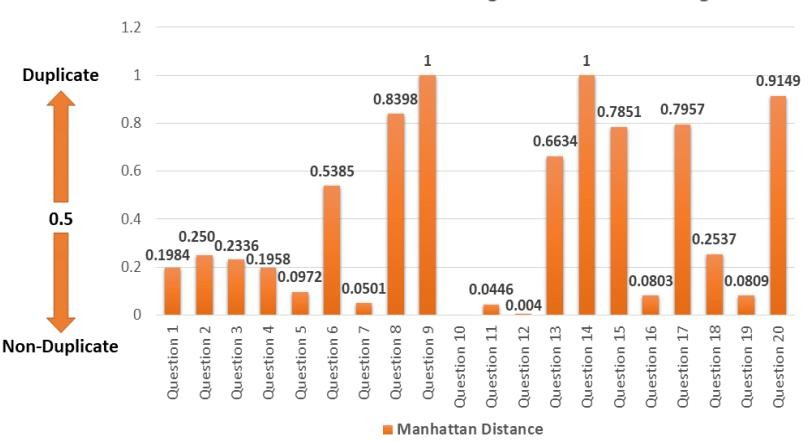 1.2
1
0.8
0.6
0.4
0.2
0
Duplicate
0.5
Non-Duplicate
0.1984
0.250
0.2336
0.1958
0.0972
0.5385
0.0501
0.8398
1
0.0446
0.004
0.6634
1
0.7851
0.0803
0.7957
0.2537
0.0809
0.9149
Question 1
Question 2
Question 3
Question 4
Question 5
Question 6
Question 7
Question 8
Question 9
Question 10
Question 11
Question 12
Question 13
Question 14
Question 15
Question 16
Question 17
Question 18
Question 19
Question 20
Manhattan Distance